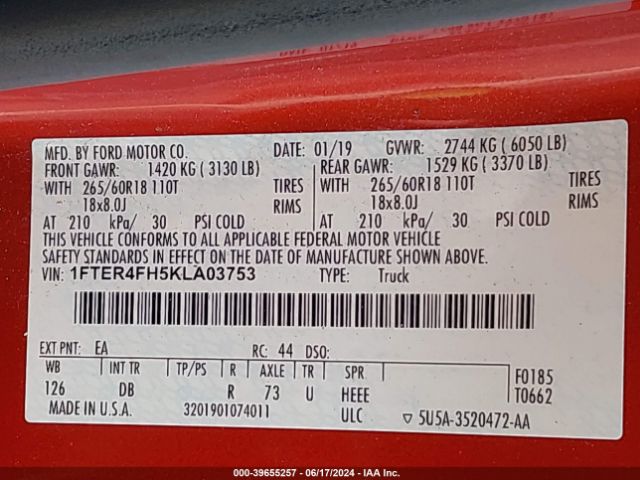 MFD. BY FORD MOTOR CO. DATE: 01/19 GVWR: 2744 KG ( 6050 LB)
FRONT GAWR: 1420 KG ( 3130 LB) REAR GAWR: 1529 KG ( 3370 LB)
WITH 265/60R18 110T TIRES WITH 265/60R18 110T TIRES
18x8.0J RIMS 18x8.0J RIMS
AT 210 kPa/ 30 PSI COLD AT 210 kPa/ 30 PSI COLD
THIS VEHICLE CONFORMS TO ALL APPLICABLE FEDERAL MOTOR VEHICLE
SAFETY STANDARDS IN EFFECT ON THE DATE OF MANUFACTURE SHOWN ABOVE.
VIN: 1FTER4FH5KLA03753 TYPE: Truck
EXT PNT: EA RC: 44 DSO:
WB INT TR TP/PS R AXLE TR SPR F0185
126 DB R 73 U HEEE T0662
MADE IN U.S.A. 3201901074011 ULC ▽ 5U5A-3520472-AA
000-39655257 - 06/17/2024 - IAA Inc.